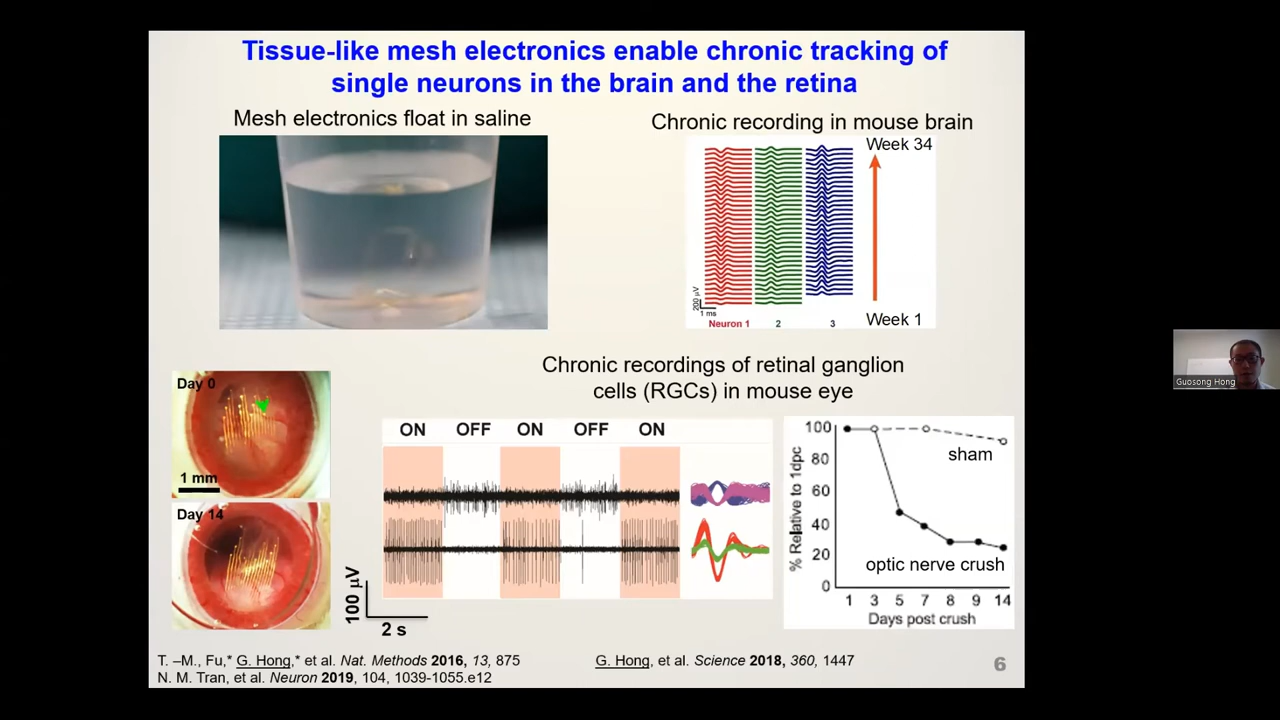 Tissue-like mesh electronics enable chronic tracking of
single neurons in the brain and the retina
Mesh electronics float in saline
Chronic recording in mouse brain
Week 34
200 µV
1 ms
Neuron 1
2
3
Week 1
Chronic recordings of retinal ganglion
cells (RGCs) in mouse eye
Day 0
1 mm
Day 14
ON OFF ON OFF ON
100 µV
2 s
% Relative to 1dpc
100
80
60
40
20
0
sham
optic nerve crush
1 3 5 7 8 9 14
Days post crush
T. –M., Fu,* G. Hong,* et al. Nat. Methods 2016, 13, 875
N. M. Tran, et al. Neuron 2019, 104, 1039-1055.e12
G. Hong, et al. Science 2018, 360, 1447
6
Guosong Hong